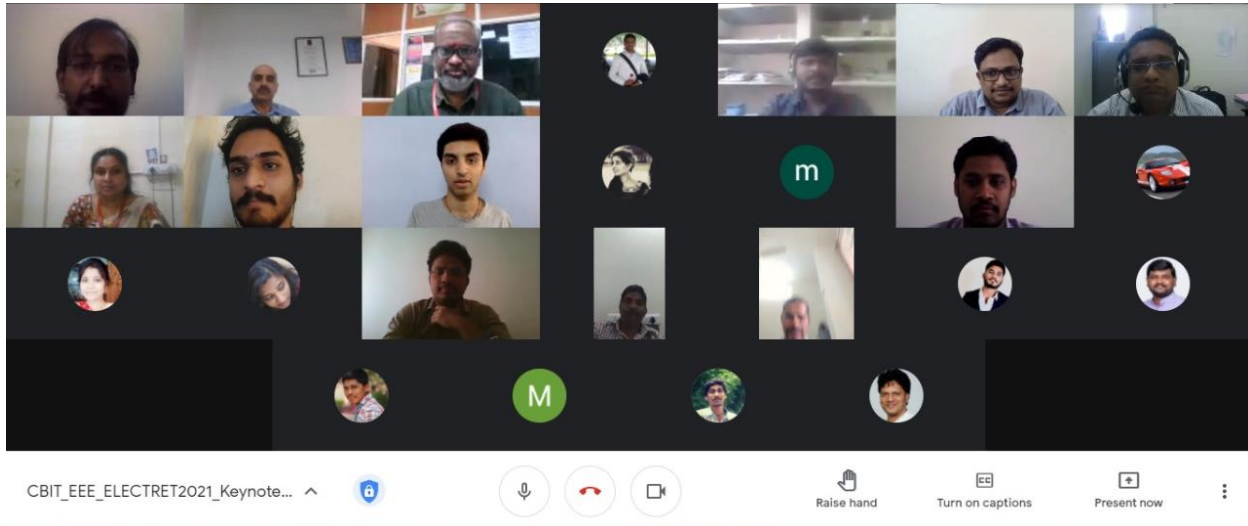 m
M
CBIT_EEE_ELECTRET2021_Keynote...
Raise hand
Turn on captions
Present now